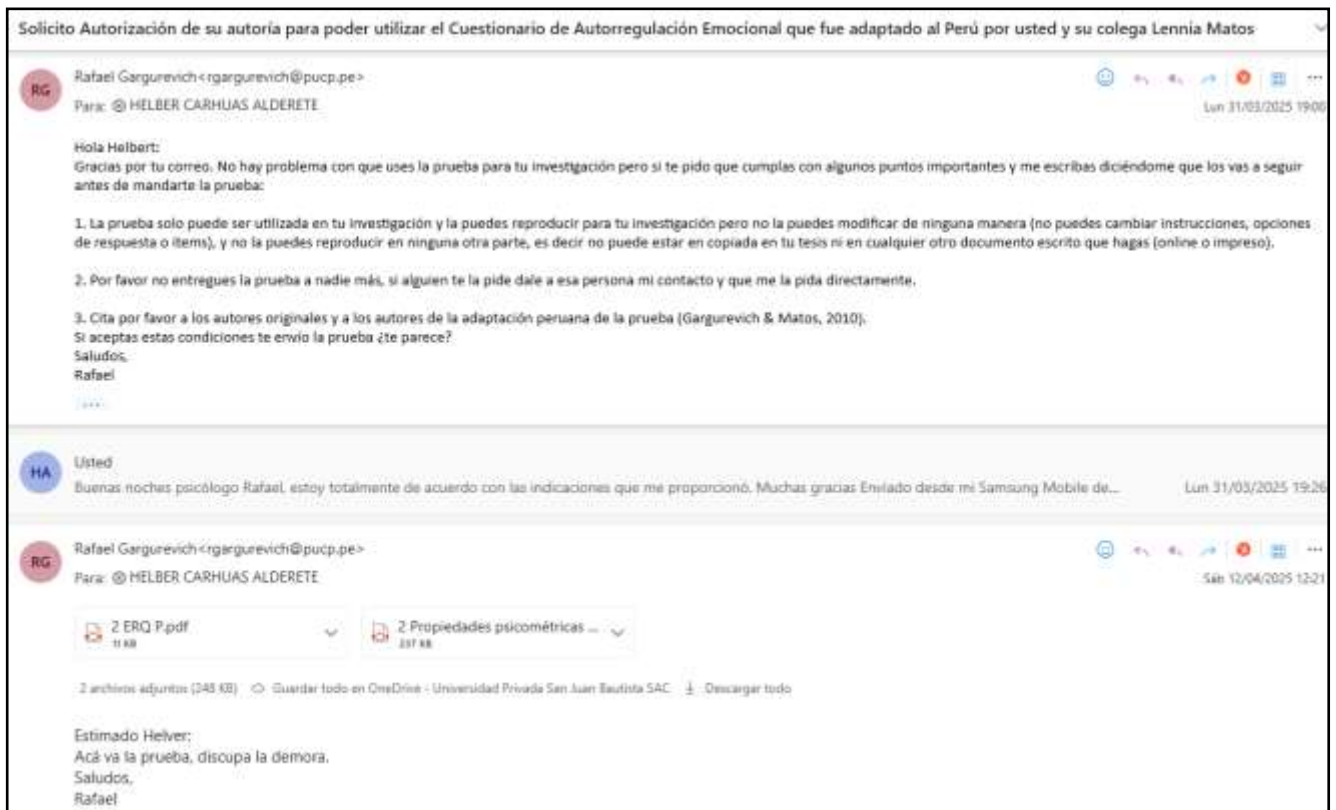 Solicito Autorización de su autoría para poder utilizar el Cuestionario de Autorregulación Emocional que fue adaptado al Perú por usted y su colega Lennia Matos
RG
Rafael Gargurevich<rgargurevich@pucp.pe>
Para: HELBER CARHUAS ALDERETE
Lun 31/03/2025 19:00
Hola Helbert:
Gracias por tu correo. No hay problema con que uses la prueba para tu investigación pero si te pido que cumplas con algunos puntos importantes y me escribas diciéndome que los vas a seguir
antes de mandarte la prueba:
1. La prueba solo puede ser utilizada en tu investigación y la puedes reproducir para tu investigación pero no la puedes modificar de ninguna manera (no puedes cambiar instrucciones, opciones
de respuesta o items), y no la puedes reproducir en ninguna otra parte, es decir no puede estar en copiada en tu tesis ni en cualquier otro documento escrito que hagas (online o impreso).
2. Por favor no entregues la prueba a nadie más, si alguien te la pide dale a esa persona mi contacto y que me la pida directamente.
3. Cita por favor a los autores originales y a los autores de la adaptación peruana de la prueba (Gargurevich & Matos, 2010).
Si aceptas estas condiciones te envío la prueba ¿te parece?
Saludos,
Rafael
HA
Usted
Buenas noches psicólogo Rafael, estoy totalmente de acuerdo con las indicaciones que me proporcionó. Muchas gracias Enviado desde mi Samsung Mobile de...
Lun 31/03/2025 19:26
RG
Rafael Gargurevich<rgargurevich@pucp.pe>
Para: HELBER CARHUAS ALDERETE
Sáb 12/04/2025 12:21
2 ERQ P.pdf
11 KB
2 Propiedades psicométricas ...
237 KB
2 archivos adjuntos (248 KB) Guardar todo en OneDrive - Universidad Privada San Juan Bautista SAC Descargar todo
Estimado Helver:
Acá va la prueba, discupa la demora.
Saludos,
Rafael